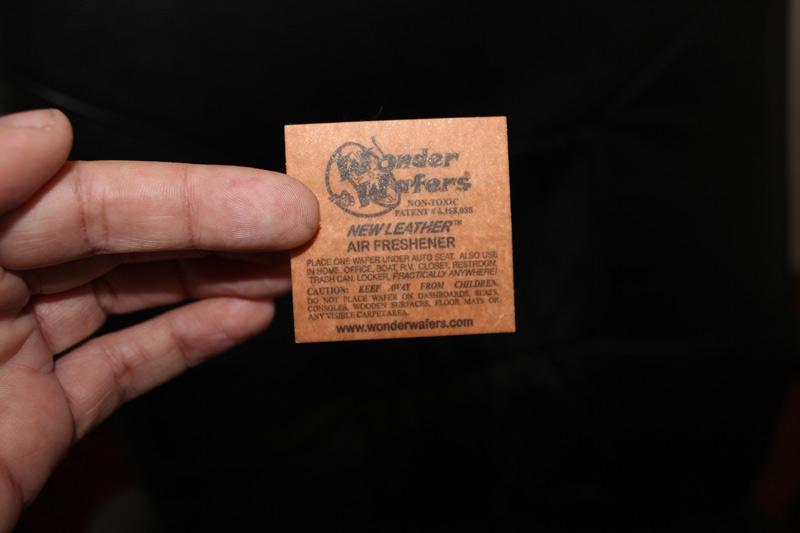 Wonder
Wafers®
NON-TOXIC
PATENT # 6,158,038
NEW LEATHER™
AIR FRESHENER
PLACE ONE WAFER UNDER AUTO SEAT. ALSO USE
IN HOME, OFFICE, BOAT, R.V., CLOSET, RESTROOM,
TRASH CAN, LOCKER, PRACTICALLY ANYWHERE!
CAUTION: KEEP AWAY FROM CHILDREN.
DO NOT PLACE WAFER ON DASHBOARDS, SEATS,
CONSOLES, WOODEN SURFACES, FLOOR MATS OR
ANY VISIBLE CARPET AREA.
www.wonderwafers.com